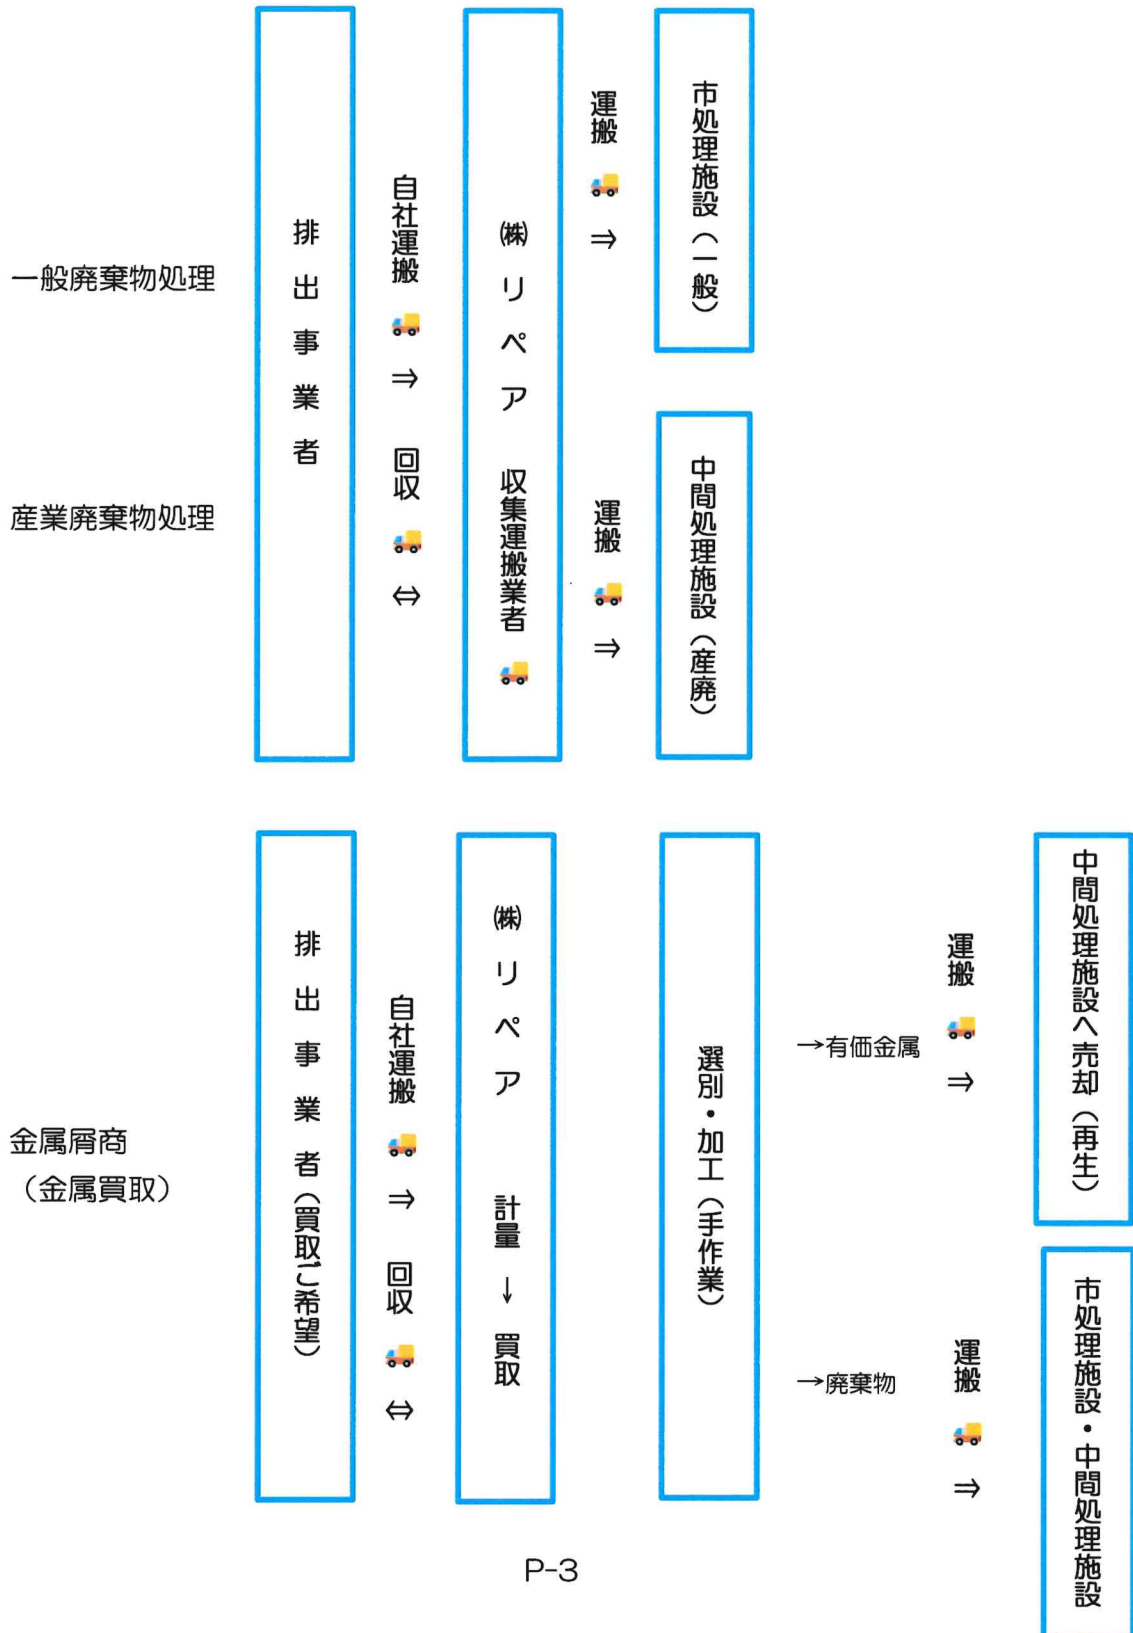 一般廃棄物処理
産業廃棄物処理
排出事業者
自社運搬
⇒
回収
⇔
㈱リペア 収集運搬業者
運搬
⇒
市処理施設（一般）
運搬
⇒
中間処理施設（産廃）
金属屑商
（金属買取）
排出事業者（買取ご希望）
自社運搬
⇒
回収
⇔
㈱リペア 計量→買取
選別・加工（手作業）
→有価金属
運搬
⇒
中間処理施設へ売却（再生）
→廃棄物
運搬
⇒
市処理施設・中間処理施設
P-3